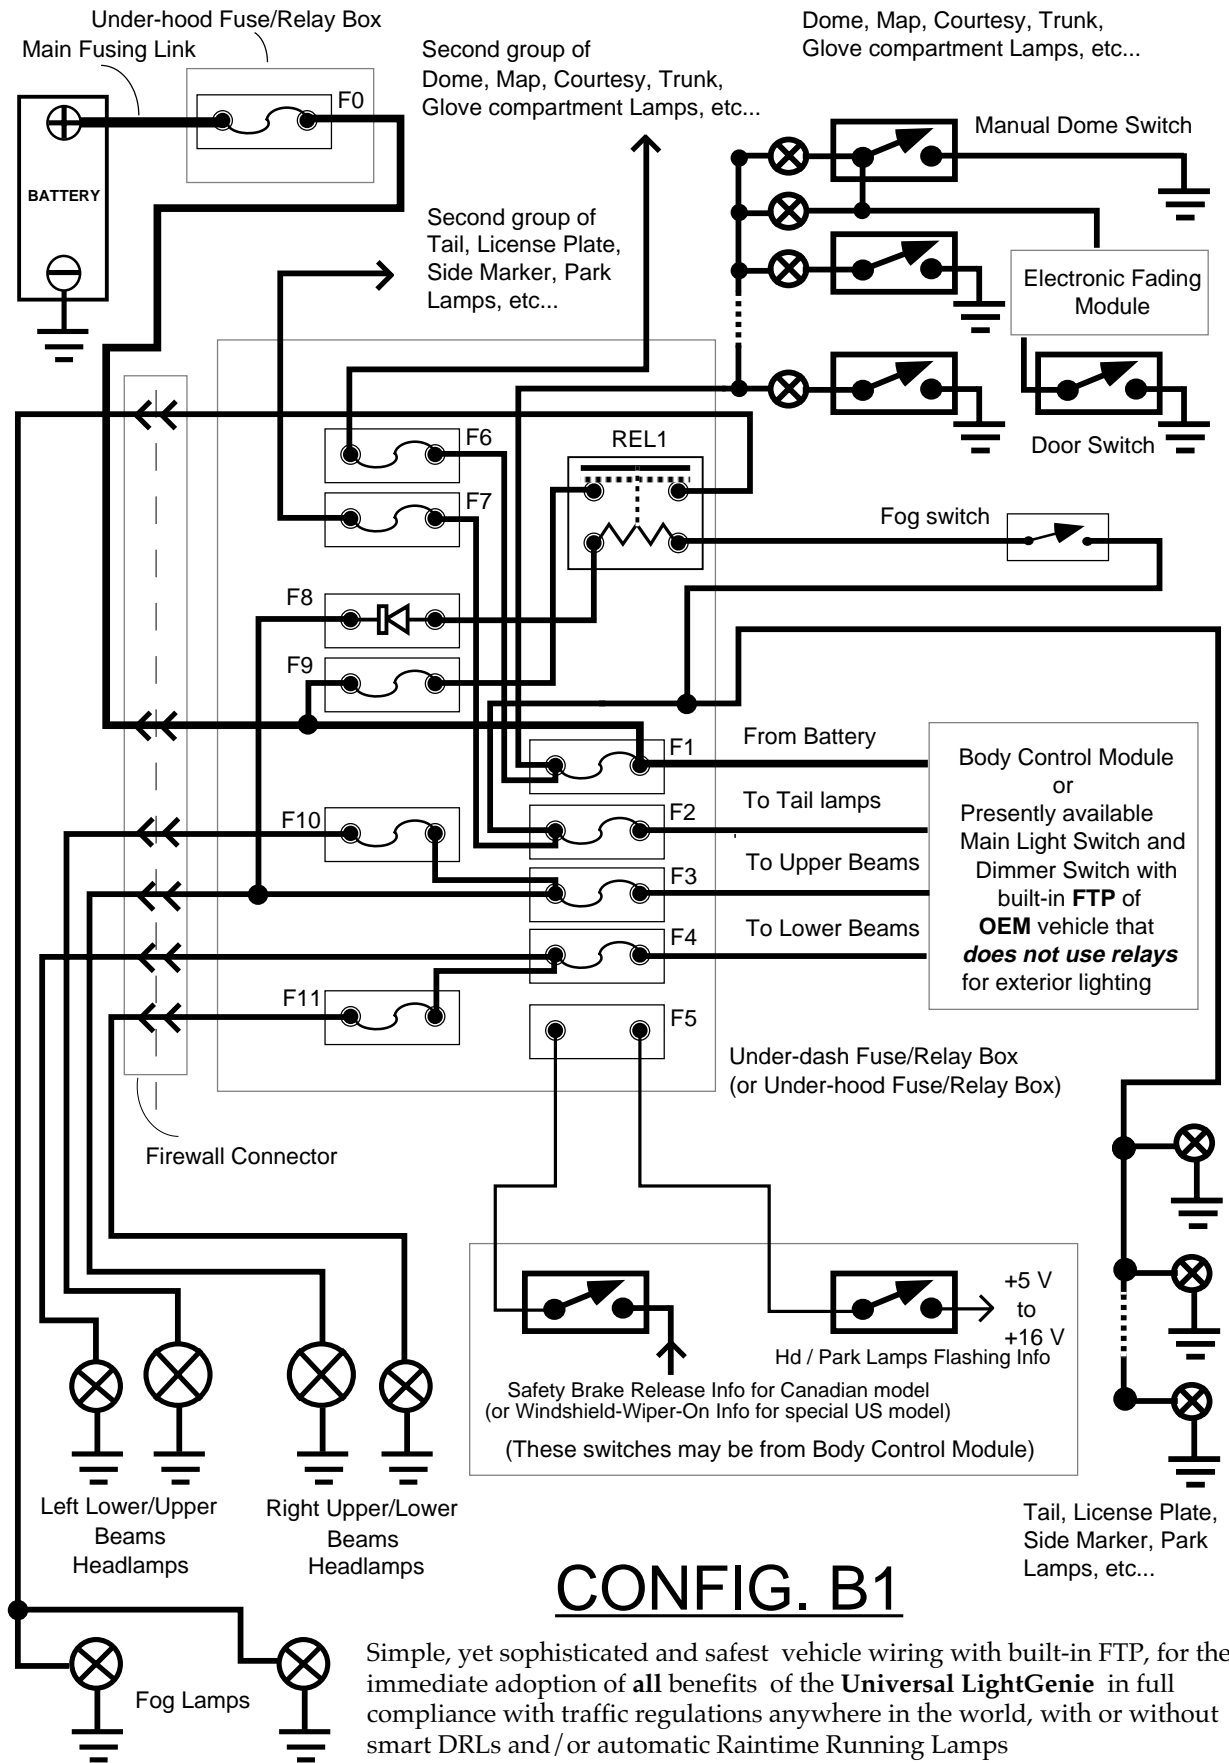 Under-hood Fuse/Relay Box
Main Fusing Link
F0
BATTERY
Second group of
Dome, Map, Courtesy, Trunk,
Glove compartment Lamps, etc...
Dome, Map, Courtesy, Trunk,
Glove compartment Lamps, etc...
Manual Dome Switch
Second group of
Tail, License Plate,
Side Marker, Park
Lamps, etc...
Electronic Fading
Module
Door Switch
F6
REL1
F7
Fog switch
F8
F9
F1
From Battery
F2
To Tail lamps
F10
F3
To Upper Beams
F4
To Lower Beams
F11
F5
Body Control Module
or
Presently available
Main Light Switch and
Dimmer Switch with
built-in FTP of
OEM vehicle that
does not use relays
for exterior lighting
Under-dash Fuse/Relay Box
(or Under-hood Fuse/Relay Box)
Firewall Connector
+5 V
to
+16 V
Hd / Park Lamps Flashing Info
Safety Brake Release Info for Canadian model
(or Windshield-Wiper-On Info for special US model)
(These switches may be from Body Control Module)
Left Lower/Upper
Beams
Headlamps
Right Upper/Lower
Beams
Headlamps
Tail, License Plate,
Side Marker, Park
Lamps, etc...
Fog Lamps
CONFIG. B1
Simple, yet sophisticated and safest vehicle wiring with built-in FTP, for the
immediate adoption of all benefits of the Universal LightGenie in full
compliance with traffic regulations anywhere in the world, with or without
smart DRLs and/or automatic Raintime Running Lamps